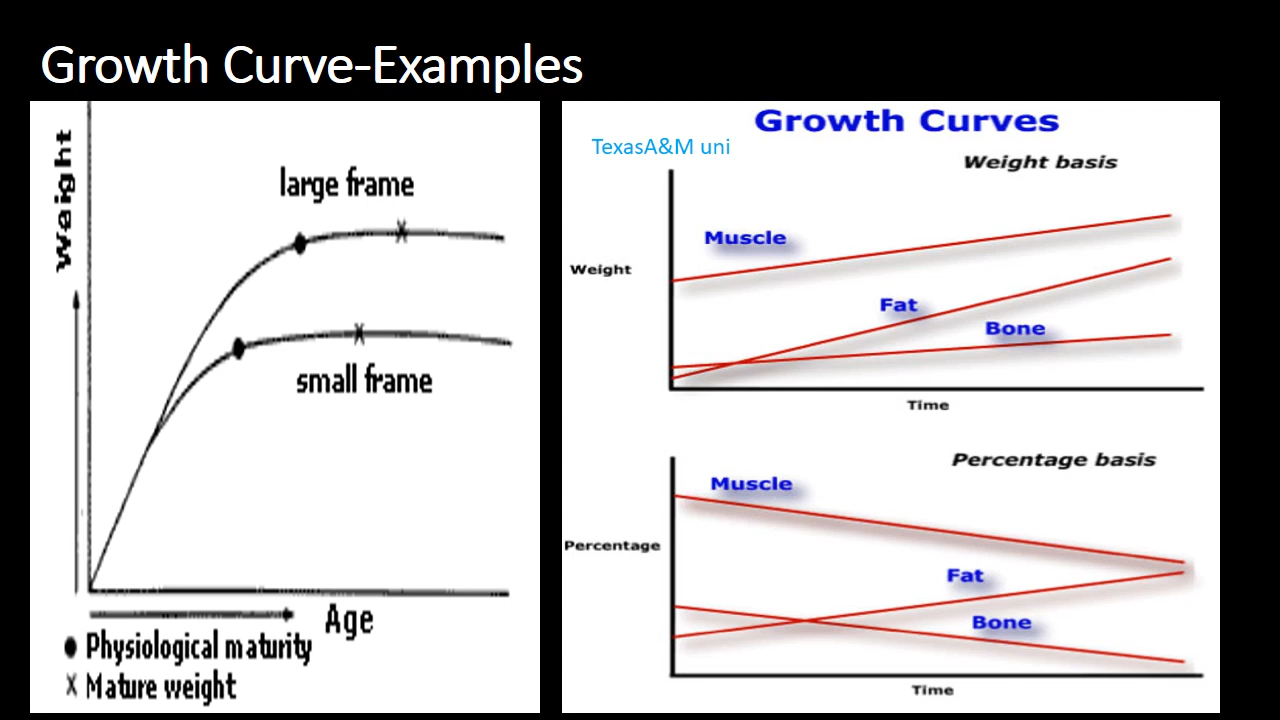 Growth Curve-Examples
Weight
large frame
small frame
Age
Physiological maturity
X Mature weight
Growth Curves
TexasA&M uni
Weight basis
Muscle
Weight
Fat
Bone
Time
Percentage basis
Muscle
Percentage
Fat
Bone
Time